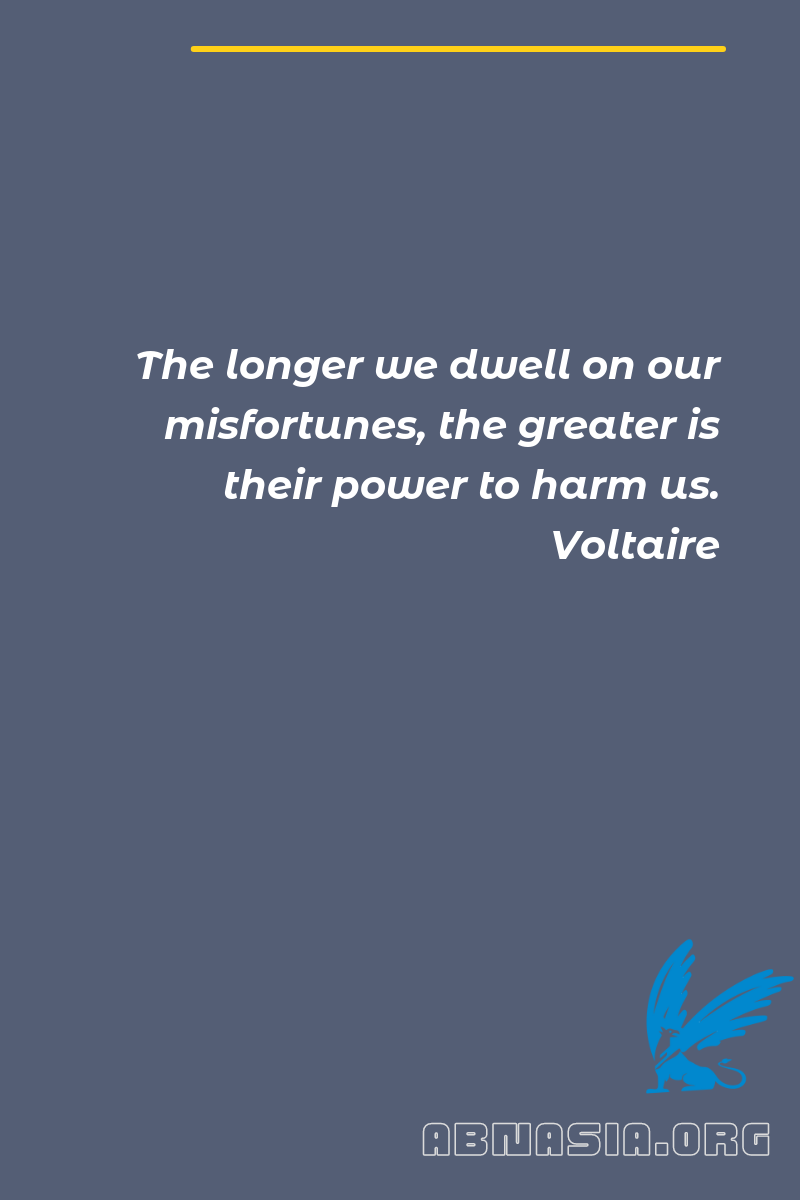 The longer we dwell on our
misfortunes, the greater is
their power to harm us.
Voltaire
ABNASIA.ORG